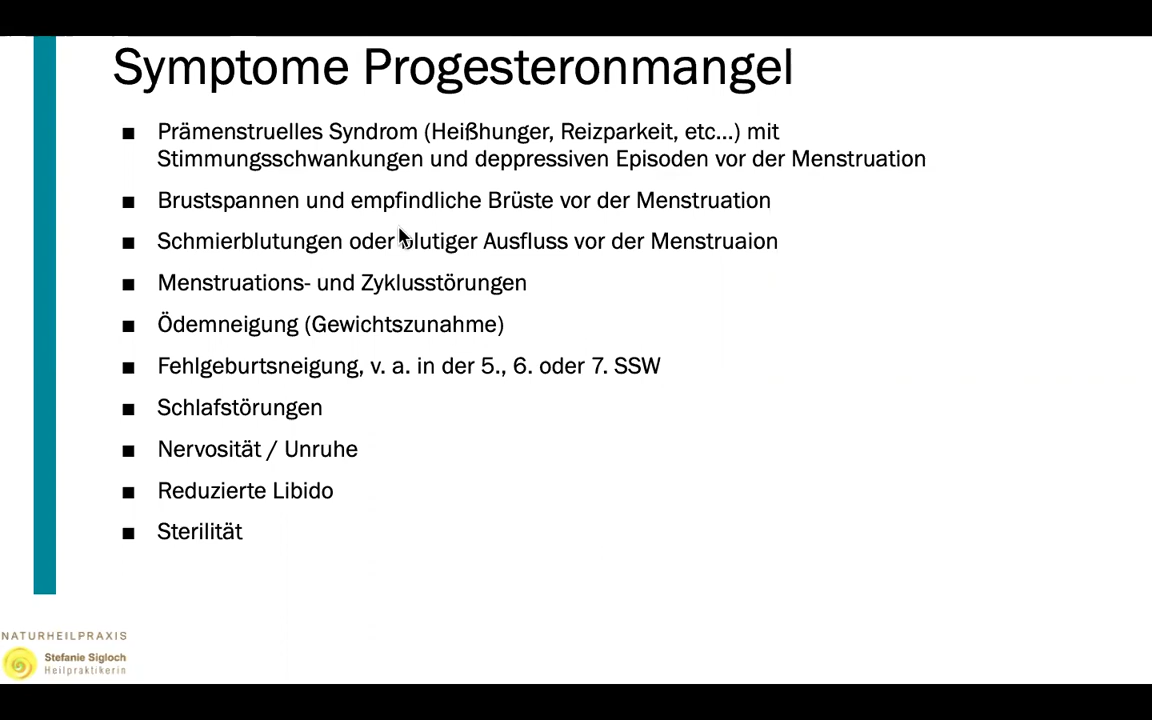 Symptome Progesteronmangel
■ Prämenstruelles Syndrom (Heißhunger, Reizparkeit, etc...) mit
Stimmungsschwankungen und deppressiven Episoden vor der Menstruation
■ Brustspannen und empfindliche Brüste vor der Menstruation
■ Schmierblutungen oder blutiger Ausfluss vor der Menstruaion
■ Menstruations- und Zyklusstörungen
■ Ödemneigung (Gewichtszunahme)
■ Fehlgeburtsneigung, v. a. in der 5., 6. oder 7. SSW
■ Schlafstörungen
■ Nervosität / Unruhe
■ Reduzierte Libido
■ Sterilität
NATURHEILPRAXIS
Stefanie Sigloch
Heilpraktikerin